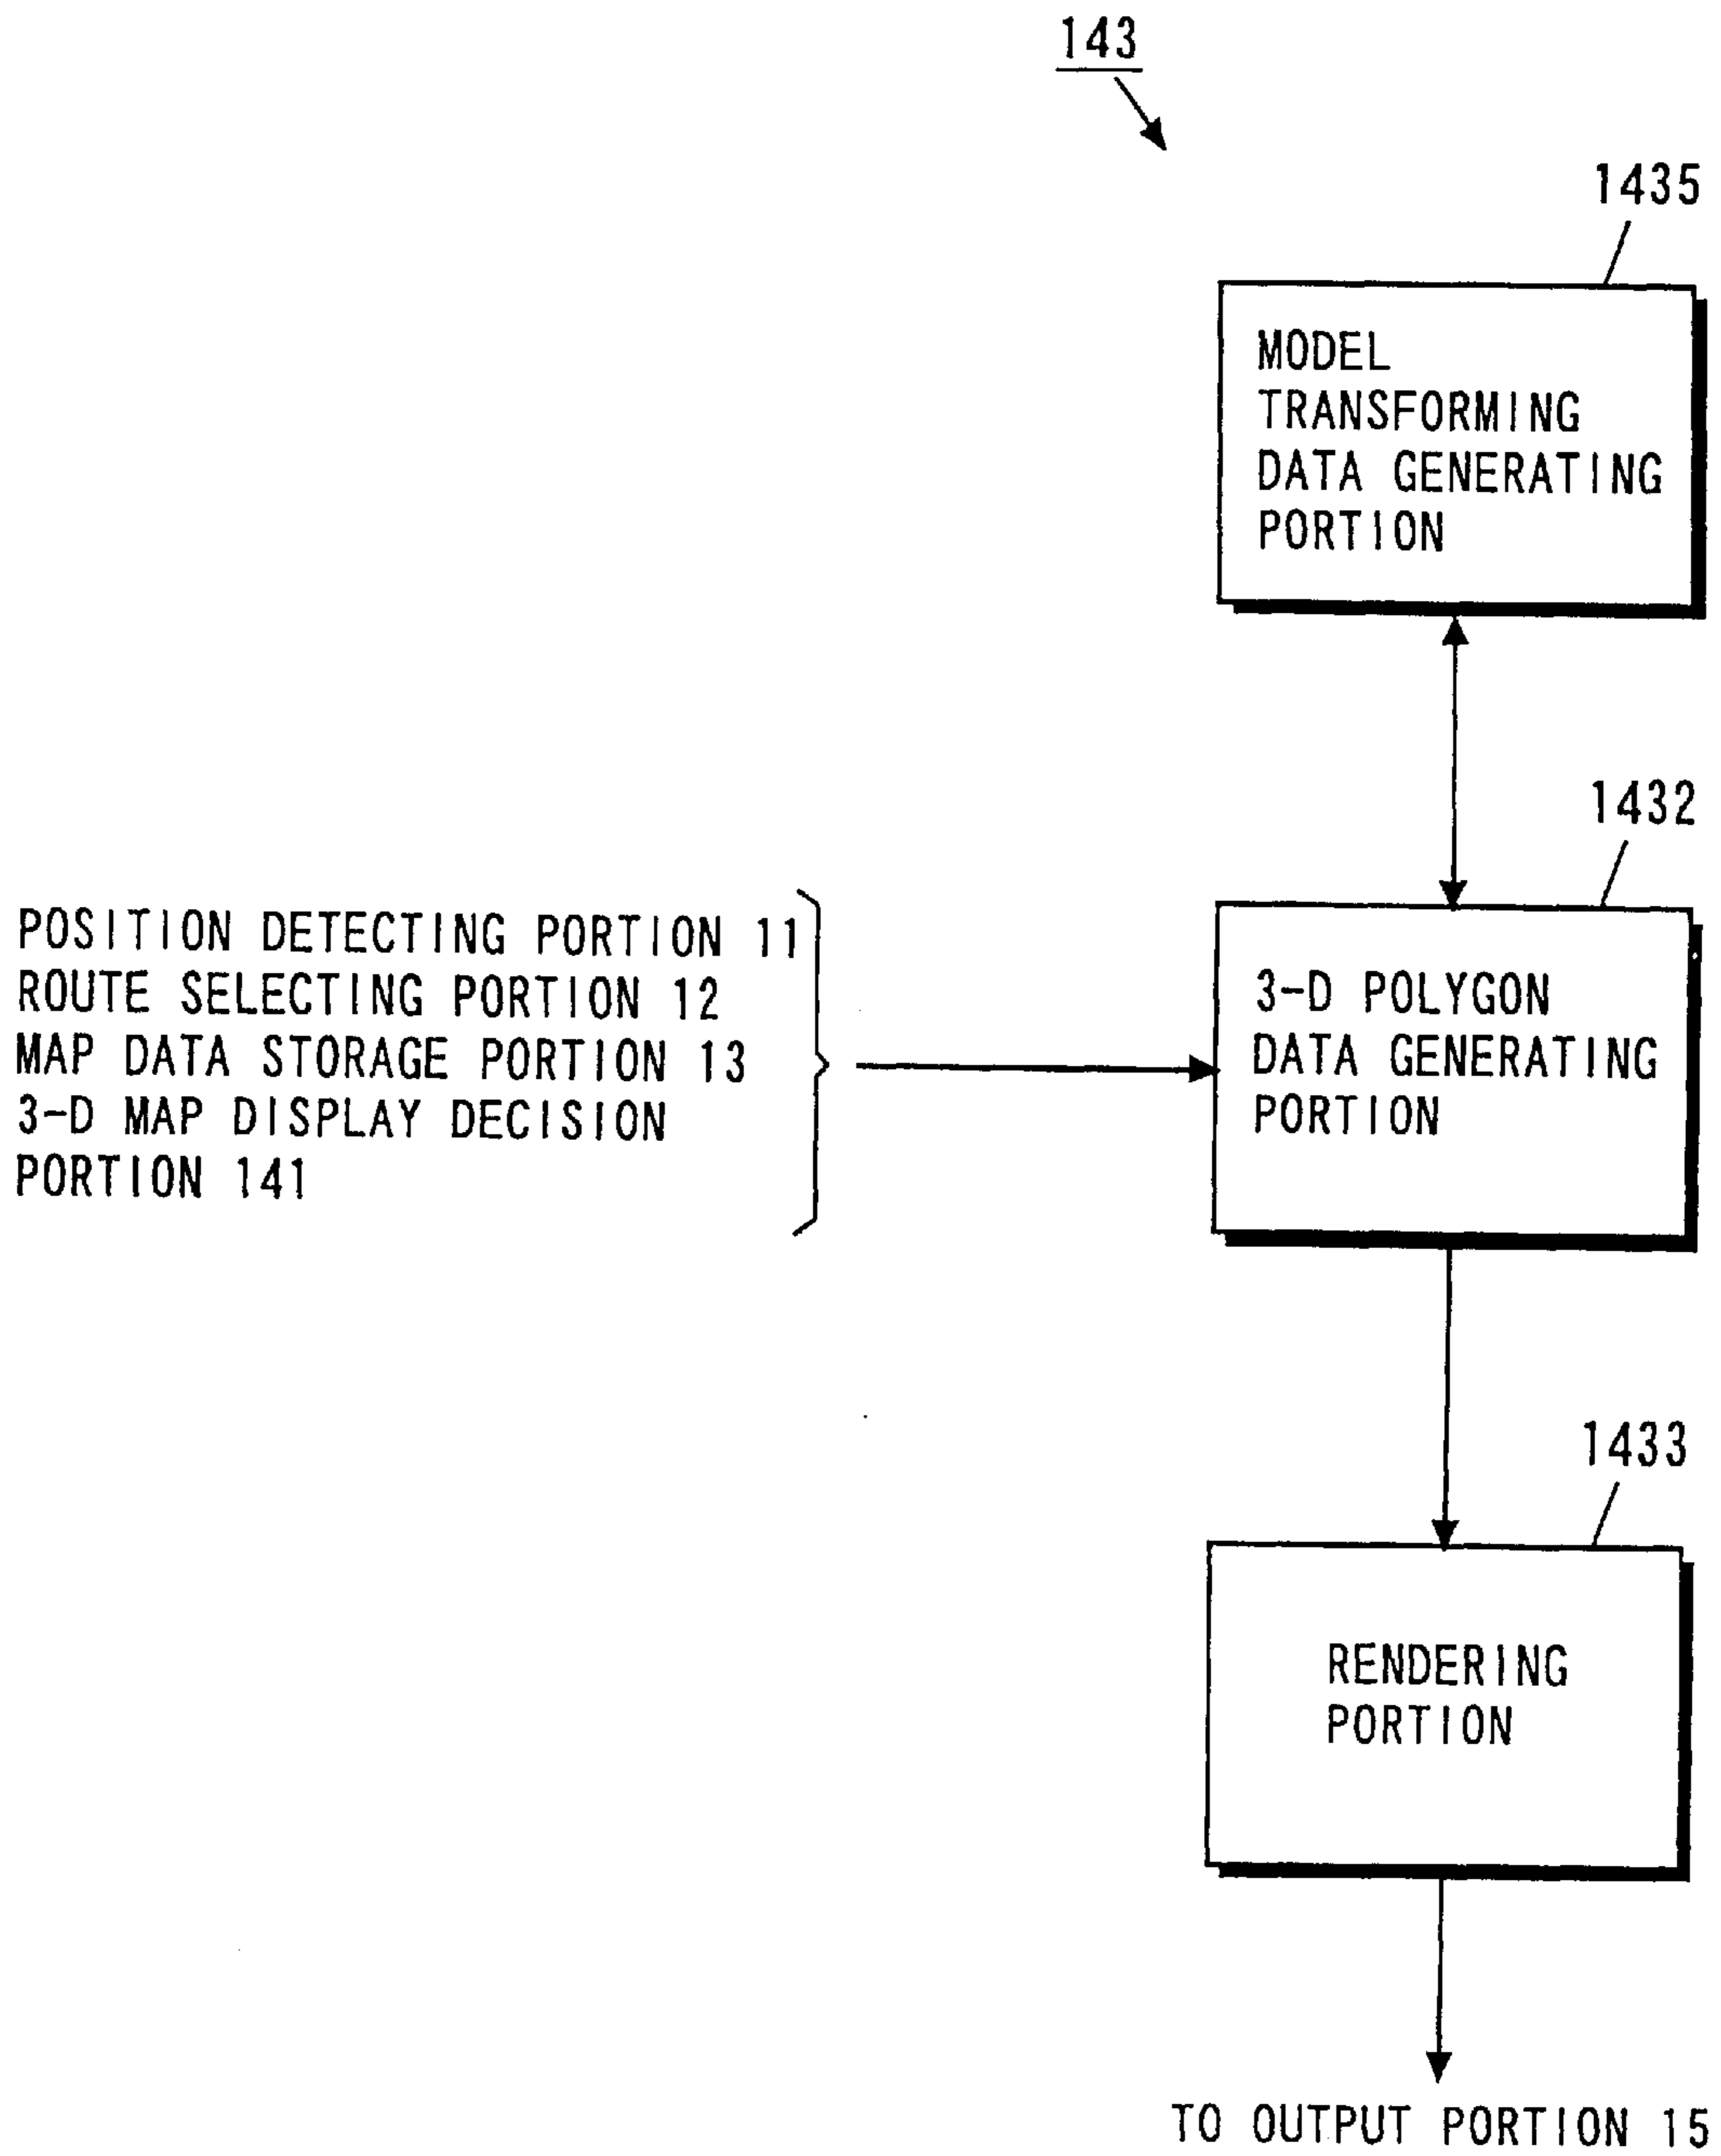 143
1435
MODEL
TRANSFORMING
DATA GENERATING
PORTION
1432
POSITION DETECTING PORTION 11
ROUTE SELECTING PORTION 12
MAP DATA STORAGE PORTION 13
3-D MAP DISPLAY DECISION
PORTION 141
3-D POLYGON
DATA GENERATING
PORTION
1433
RENDERING
PORTION
TO OUTPUT PORTION 15